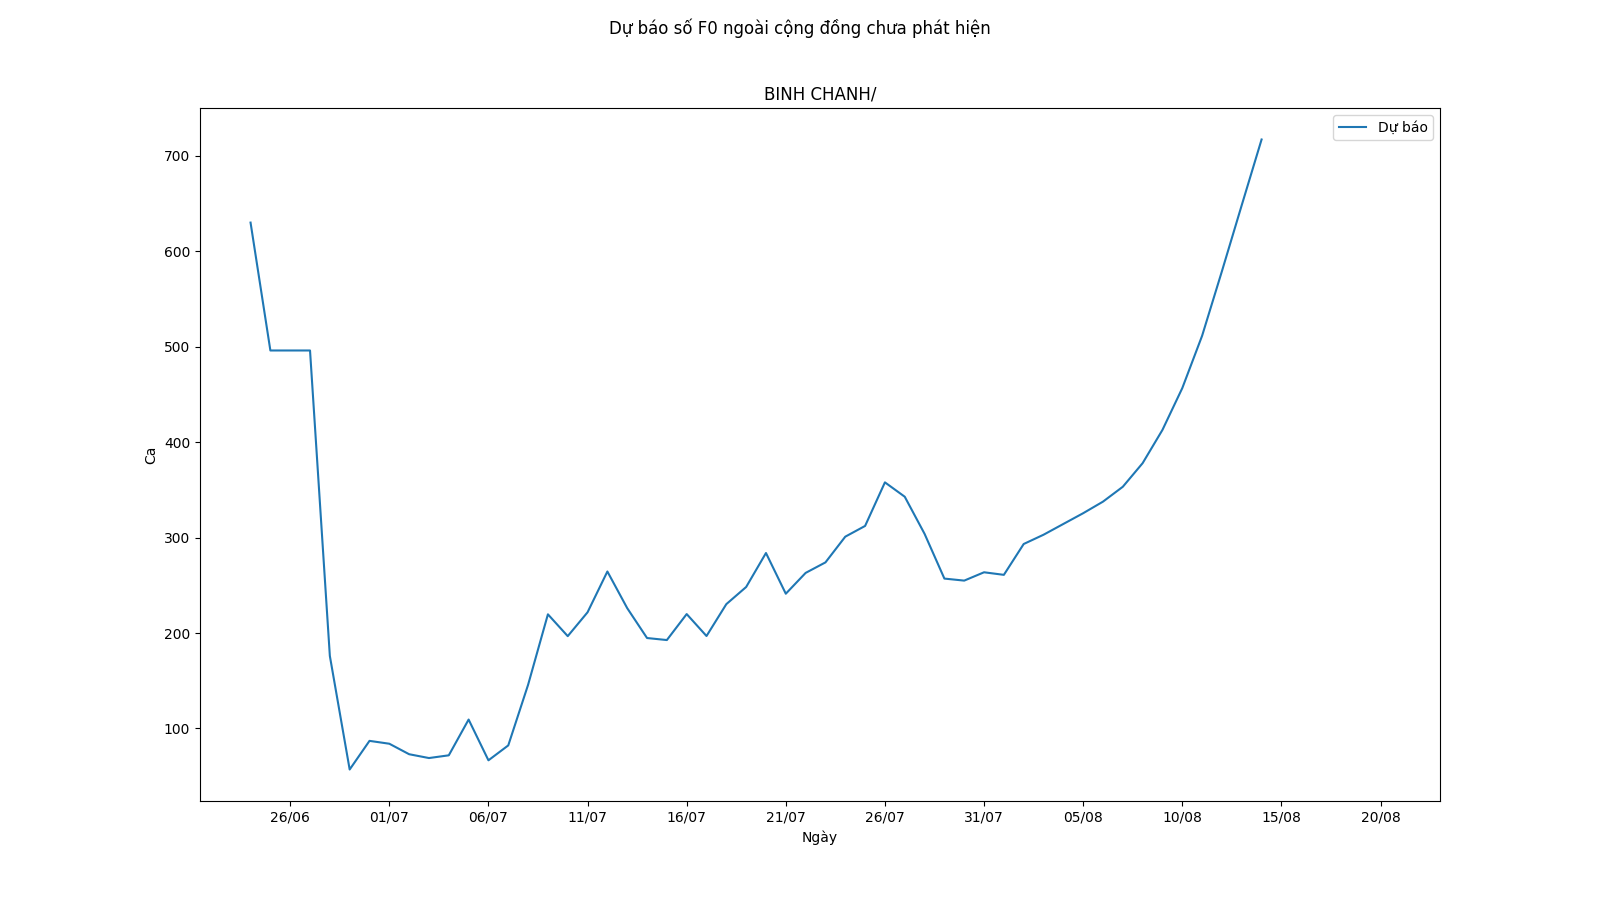 Dự báo số F0 ngoài cộng đồng chưa phát hiện
BINH CHANH/
Dự báo
700
600
500
400
300
200
100
Ca
26/06 01/07 06/07 11/07 16/07 21/07 26/07 31/07 05/08 10/08 15/08 20/08
Ngày